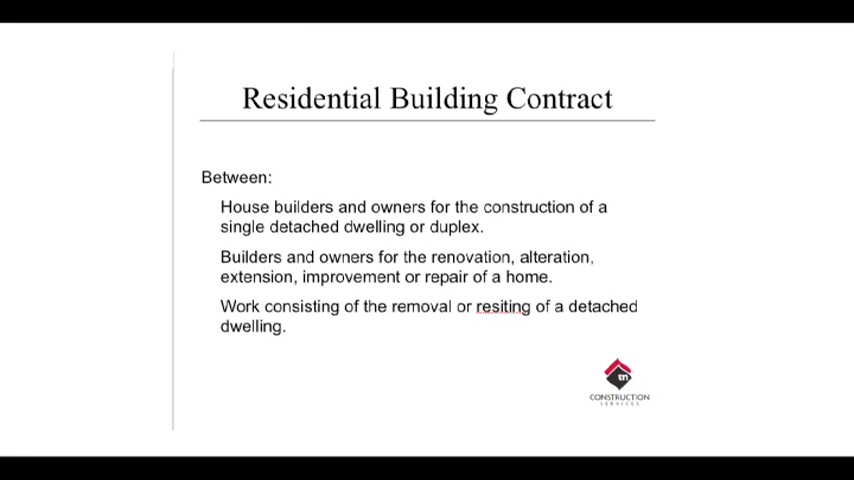 Residential Building Contract
Between:
House builders and owners for the construction of a
single detached dwelling or duplex.
Builders and owners for the renovation, alteration,
extension, improvement or repair of a home.
Work consisting of the removal or resiting of a detached
dwelling.
tn
CONSTRUCTION
SERVICES